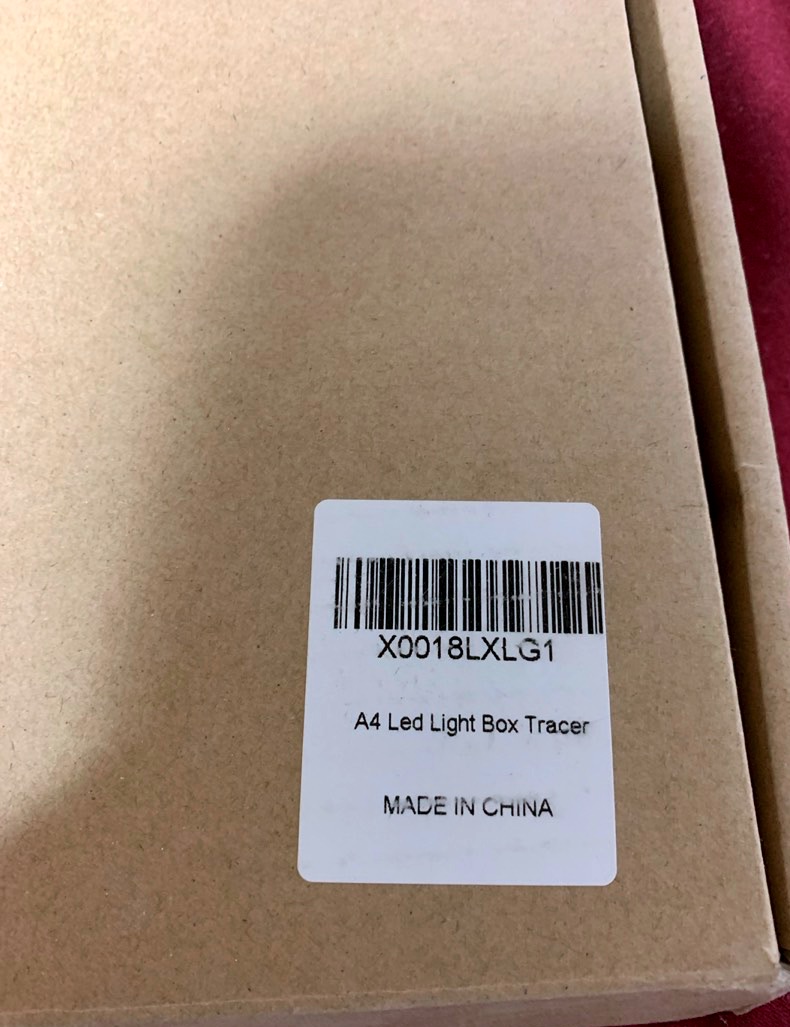 X0018LXLG1
A4 Led Light Box Tracer
MADE IN CHINA